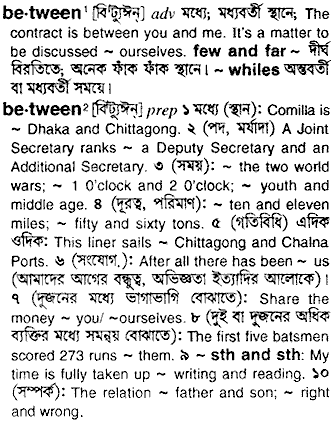 be·tween¹ [বিটুঈন্] adv মধ্যে; মধ্যবর্তী স্থানে; The
contract is between you and me. It's a matter to
be discussed ~ ourselves. few and far ~ দীর্ঘ
বিরতিতে; অনেক ফাঁক ফাঁক স্থানে। ~ whiles অন্তবর্তী
বা মধ্যবর্তী সময়ে।
be·tween² [বিটুঈন] prep ১ মধ্যে (স্থান): Comilla is
~ Dhaka and Chittagong. ২ (পদ, মর্যাদা) A Joint
Secretary ranks ~ a Deputy Secretary and an
Additional Secretary. ৩ (সময়): ~ the two world
wars; ~ 1 O'clock and 2 O'clock; ~ youth and
middle age. ৪ (দূরত্ব, পরিমাণ): ~ ten and eleven
miles; ~ fifty and sixty tons. ৫ (গতিবিধি) এদিক
ওদিক: This liner sails ~ Chittagong and Chalna
Ports. ৬ (সংযোগ.) After all there has been ~ us
(আমাদের আগের বন্ধুত্ব, অভিজ্ঞতা ইত্যাদির আলোকে)।
৭ (দুজনের মধ্যে ভাগাভাগি বোঝাতে): Share the
money ~ you/ ~ourselves. ৮ (দুই বা দুজনের অধিক
ব্যক্তির মধ্যে সমন্বয় বোঝাতে): The first five batsmen
scored 273 runs ~ them. ৯ ~ sth and sth: My
time is fully taken up ~ writing and reading. ১০
(সম্পর্ক): The relation ~ father and son; ~ right
and wrong.